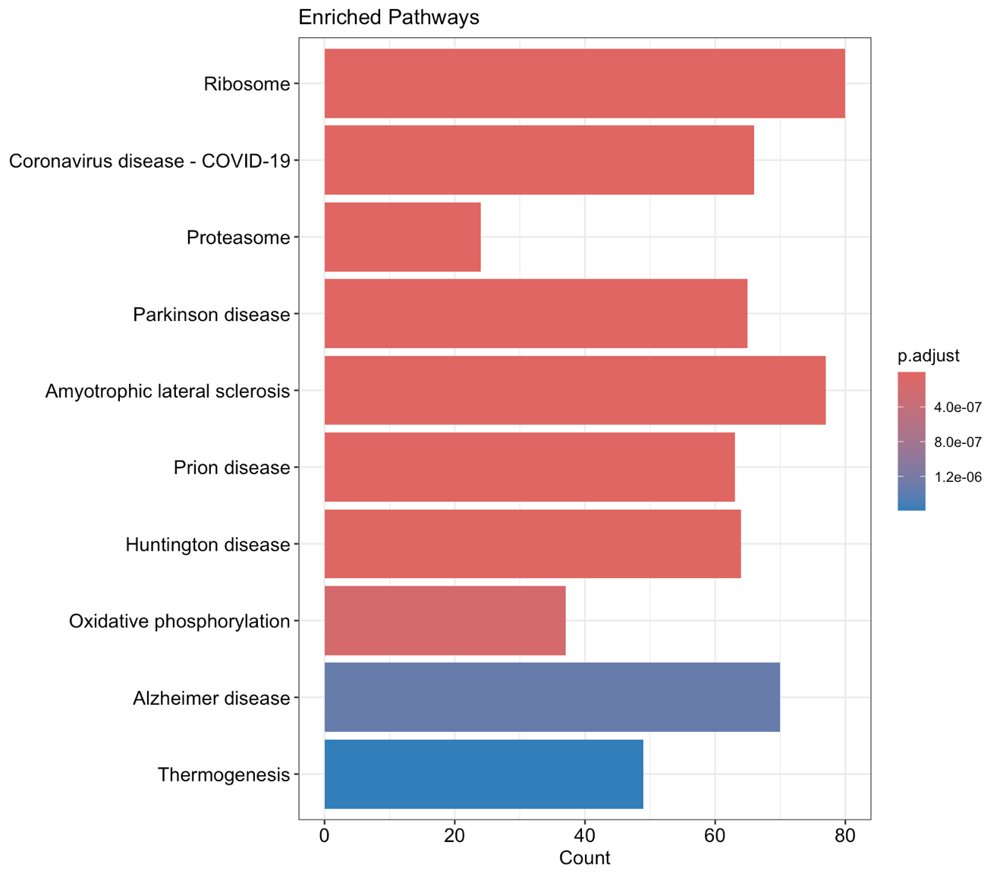 Enriched Pathways
Ribosome
Coronavirus disease - COVID-19
Proteasome
Parkinson disease
Amyotrophic lateral sclerosis
Prion disease
Huntington disease
Oxidative phosphorylation
Alzheimer disease
Thermogenesis
0 20 40 60 80
Count
p.adjust
4.0e-07
8.0e-07
1.2e-06